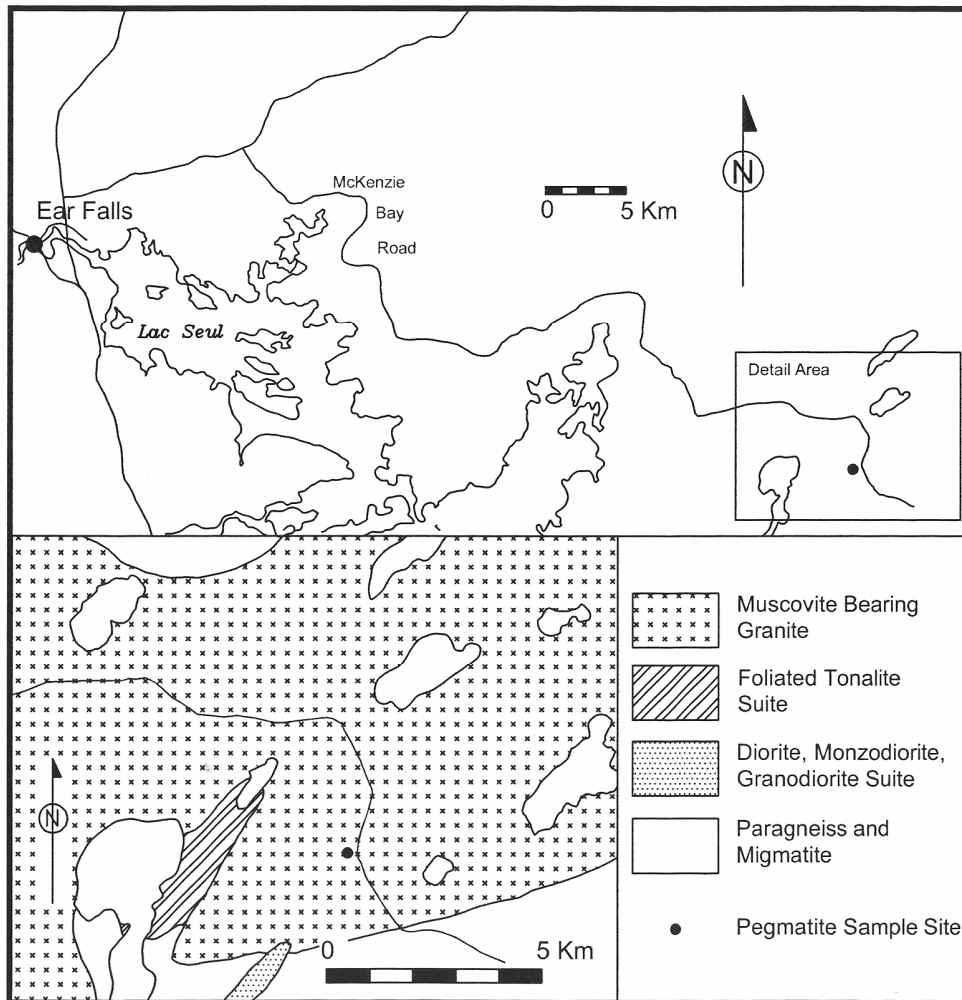 McKenzie
Bay
Road
N
0 5 Km
Ear Falls
Lac Seul
Detail Area
N
0 5 Km
Muscovite Bearing
Granite
Foliated Tonalite
Suite
Diorite, Monzodiorite,
Granodiorite Suite
Paragneiss and
Migmatite
Pegmatite Sample Site